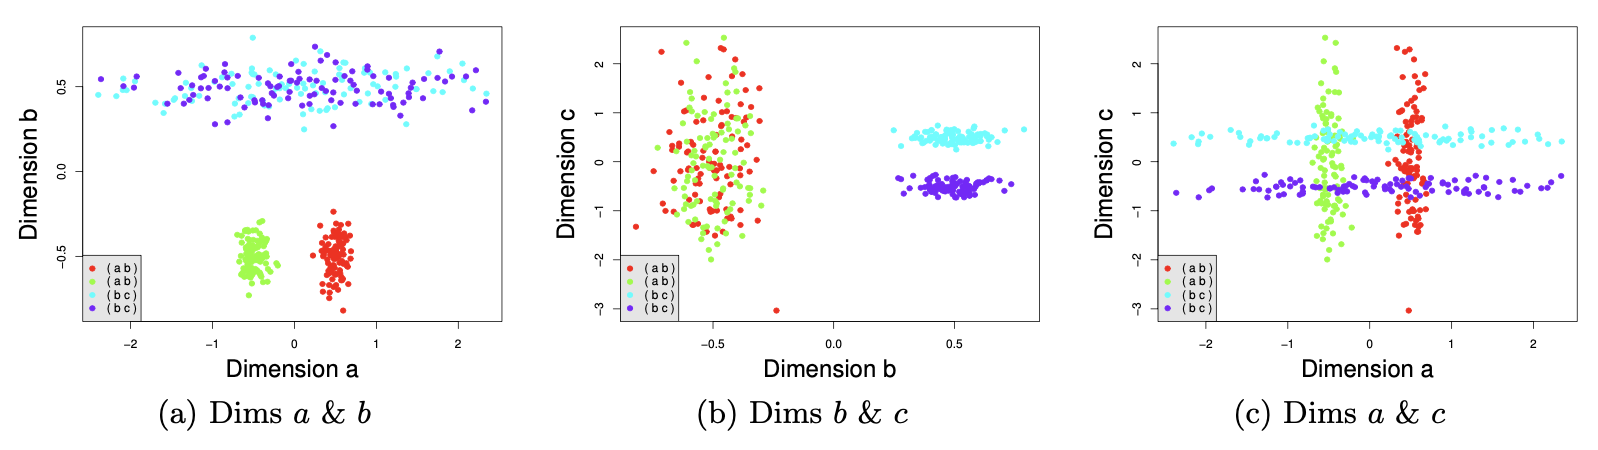 Dimension b
0.5
0.0
−0.5
(a b)
(a b)
(b c)
(b c)
−2 −1 0 1 2
Dimension a
(a) Dims a & b
Dimension c
2
1
0
−1
−2
−3
(a b)
(a b)
(b c)
(b c)
−0.5 0.0 0.5
Dimension b
(b) Dims b & c
Dimension c
2
1
0
−1
−2
−3
(a b)
(a b)
(b c)
(b c)
−2 −1 0 1 2
Dimension a
(c) Dims a & c